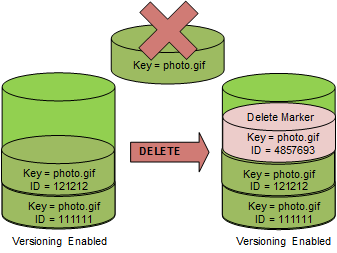 Key = photo.gif
Key = photo.gif
ID = 121212
Key = photo.gif
ID = 111111
Versioning Enabled
DELETE
Delete Marker
Key = photo.gif
ID = 4857693
Key = photo.gif
ID = 121212
Key = photo.gif
ID = 111111
Versioning Enabled